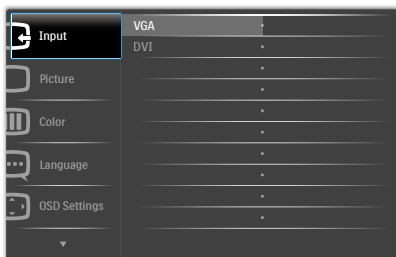 Input
VGA
DVI
Picture
Color
Language
OSD Settings